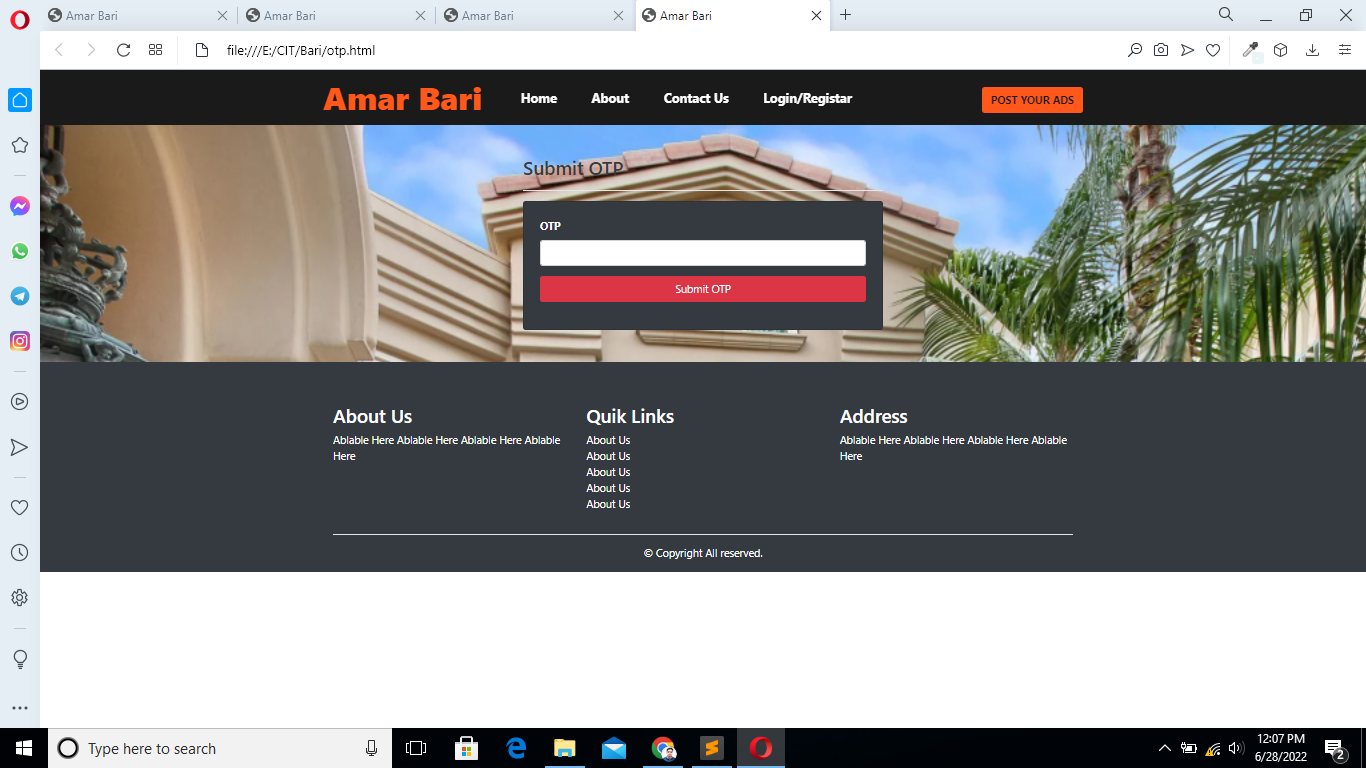 Amar Bari
Amar Bari
Amar Bari
Amar Bari
file:///E:/CIT/Bari/otp.html
Amar Bari
Home
About
Contact Us
Login/Registar
POST YOUR ADS
Submit OTP
OTP
Submit OTP
About Us
Ablable Here Ablable Here Ablable Here Ablable
Here
Quik Links
About Us
About Us
About Us
About Us
About Us
Address
Ablable Here Ablable Here Ablable Here Ablable
Here
© Copyright All reserved.
Type here to search
12:07 PM
6/28/2022
2